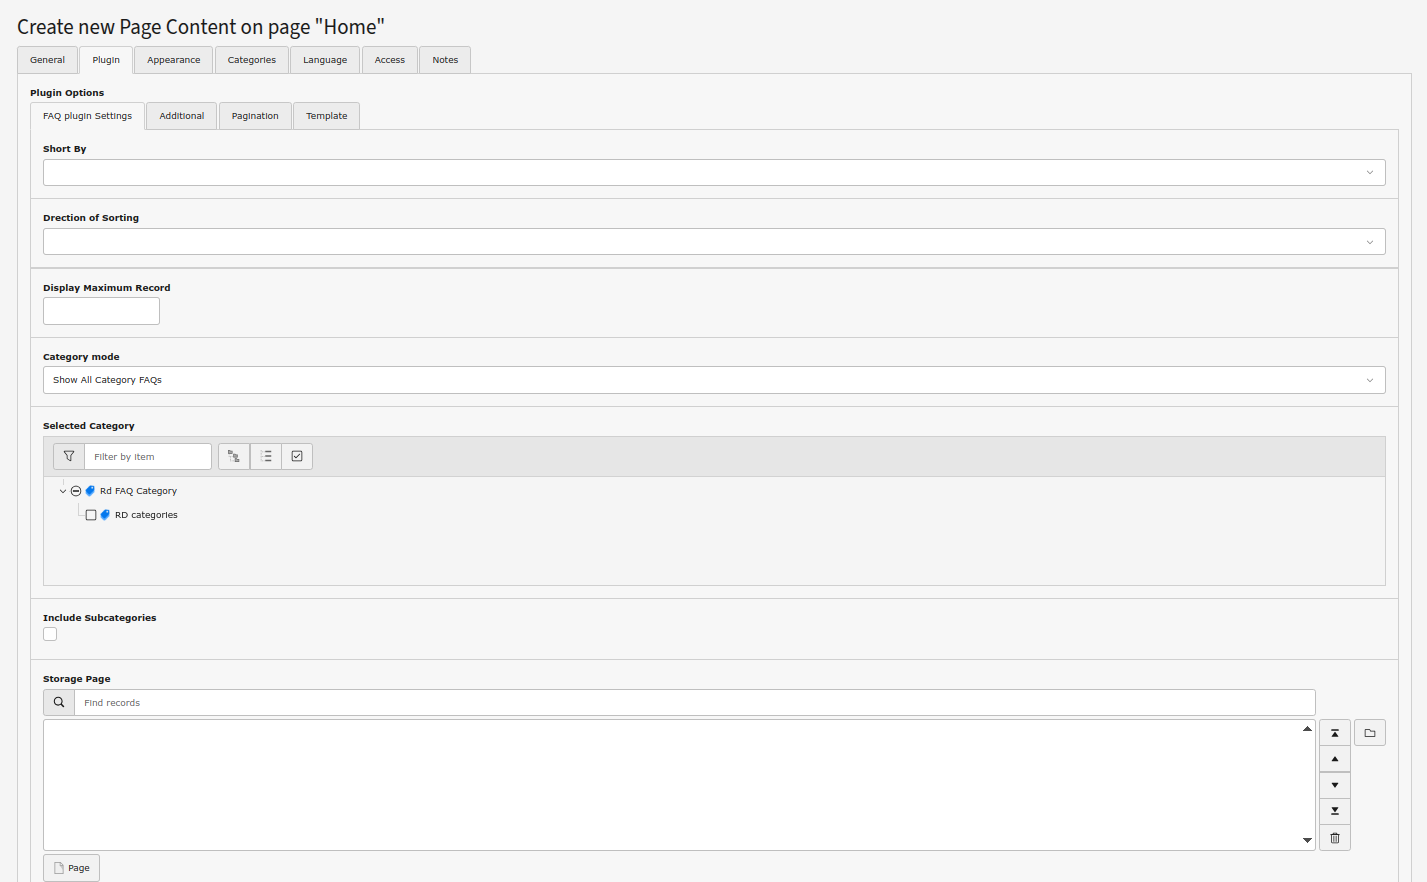 Create new Page Content on page "Home"
General Plugin Appearance Categories Language Access Notes
Plugin Options
FAQ plugin Settings Additional Pagination Template
Short By
Drection of Sorting
Display Maximum Record
Category mode
Show All Category FAQs
Selected Category
Filter by item
Rd FAQ Category
RD categories
Include Subcategories
Storage Page
Find records
Page